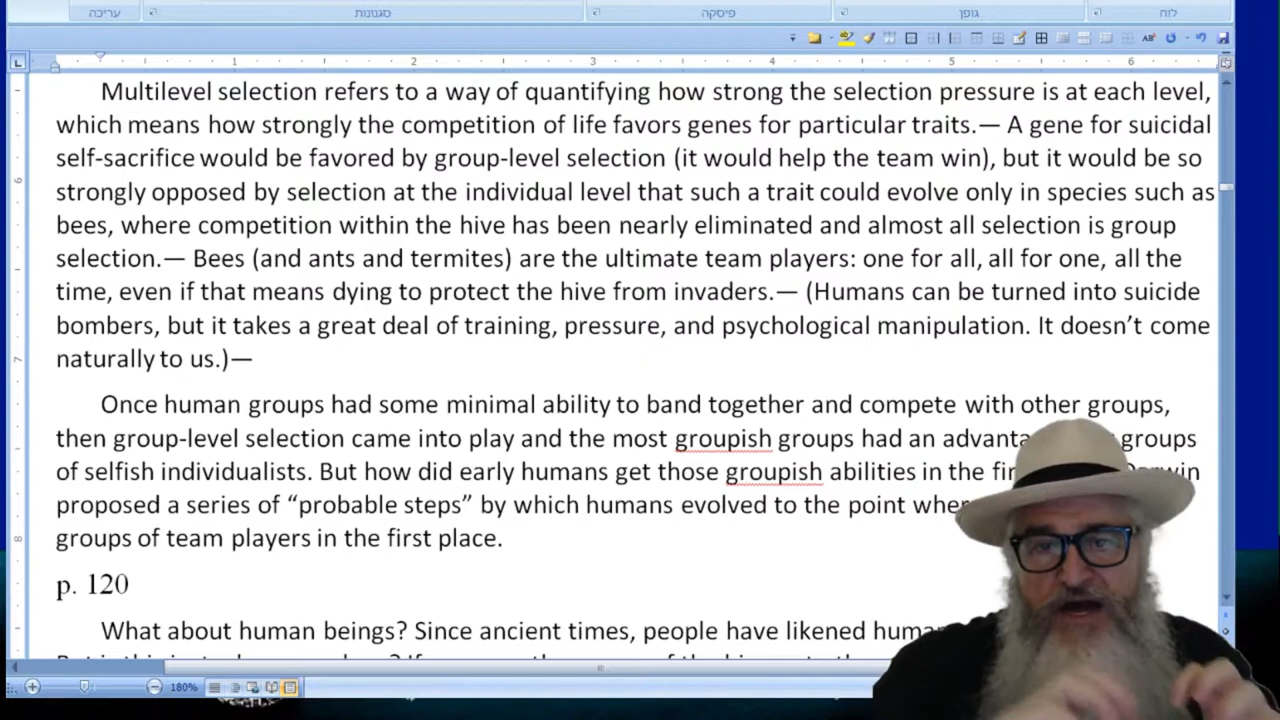 עריכה סגנונות פיסקה גופן לוח
1 2 3 4 5 6
Multilevel selection refers to a way of quantifying how strong the selection pressure is at each level,
which means how strongly the competition of life favors genes for particular traits.— A gene for suicidal
self-sacrifice would be favored by group-level selection (it would help the team win), but it would be so
strongly opposed by selection at the individual level that such a trait could evolve only in species such as
bees, where competition within the hive has been nearly eliminated and almost all selection is group
selection.— Bees (and ants and termites) are the ultimate team players: one for all, all for one, all the
time, even if that means dying to protect the hive from invaders.— (Humans can be turned into suicide
bombers, but it takes a great deal of training, pressure, and psychological manipulation. It doesn’t come
naturally to us.)—
Once human groups had some minimal ability to band together and compete with other groups,
then group-level selection came into play and the most groupish groups had an groups
of selfish individualists. But how did early humans get those groupish abilities in the
proposed a series of “probable steps” by which humans evolved to the point
groups of team players in the first place.
p. 120
What about human beings? Since ancient times, people have likened
180%